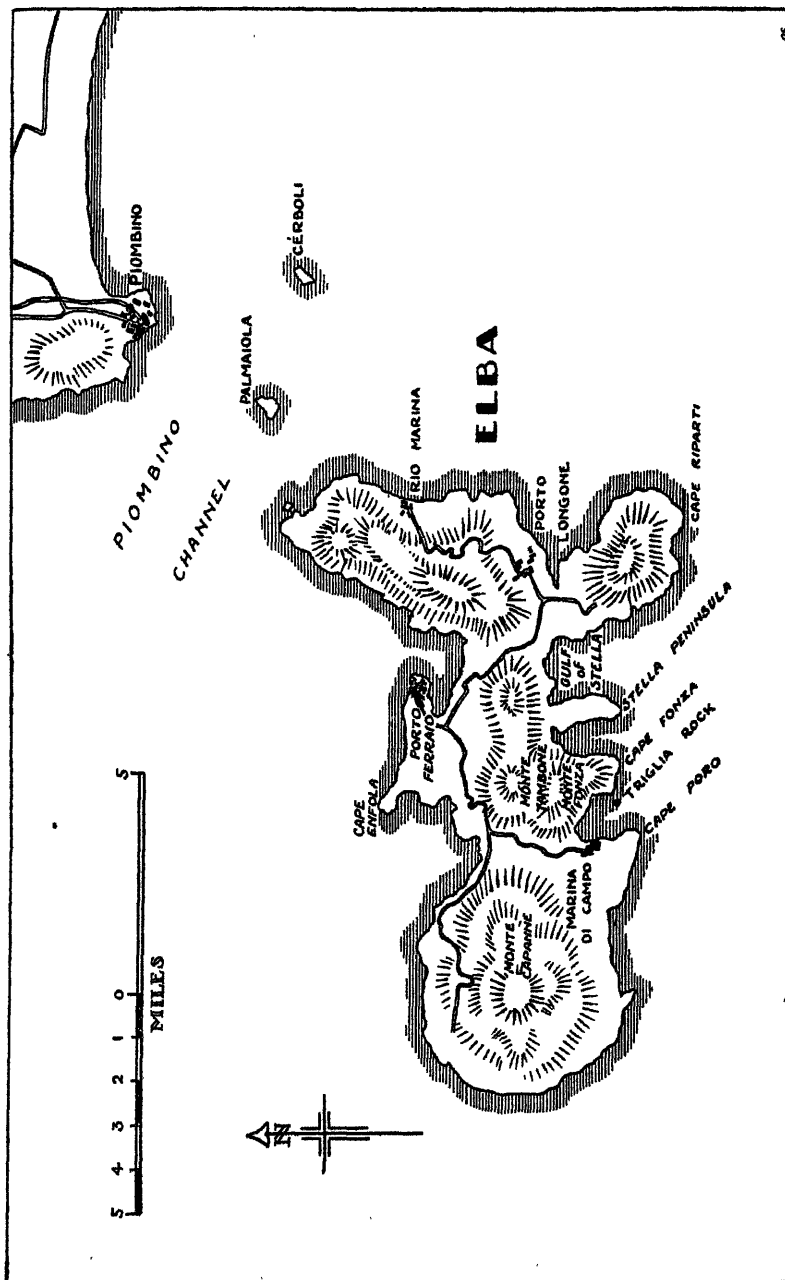 PIOMBINO
PIOMBINO
CHANNEL
PALMAIOLA
CÉRBOLI
5 4 3 2 1 0 5
MILES
N
CAPE
ENFOLA
PORTO
FERRAIO
RIO MARINA
ELBA
PORTO
LONGONE
MONTE
CAPANNE
MONTE
TAMBONE
MONTE
FONZA
GULF
of
STELLA
MARINA
DI CAMPO
CAPE PORO
TRIGLIA ROCK
CAPE FONZA
STELLA PENINSULA
CAPE RIPARTI